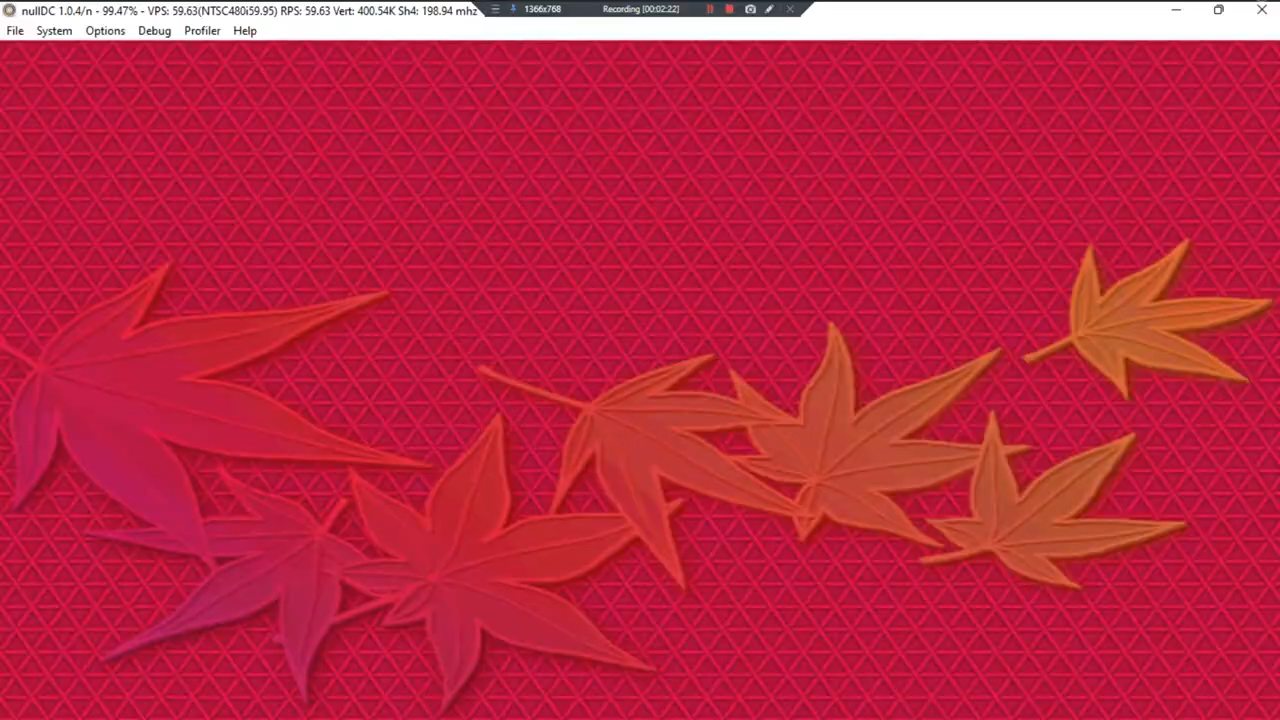 nullDC 1.0.4/n - 99.47% - VPS: 59.63(NTSC480i59.95) RPS: 59.63 Vert: 400.54K Sh4: 198.94 mhz
1366x768 Recording [00:02:22]
File System Options Debug Profiler Help